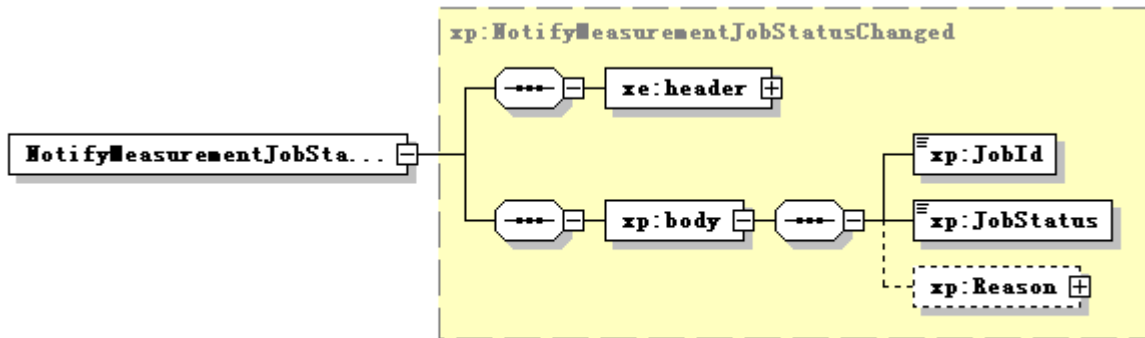 xp:NotifyMeasurementJobStatusChanged
xe:header
NotifyMeasurementJobSta...
xp:JobId
xp:body
xp:JobStatus
xp:Reason